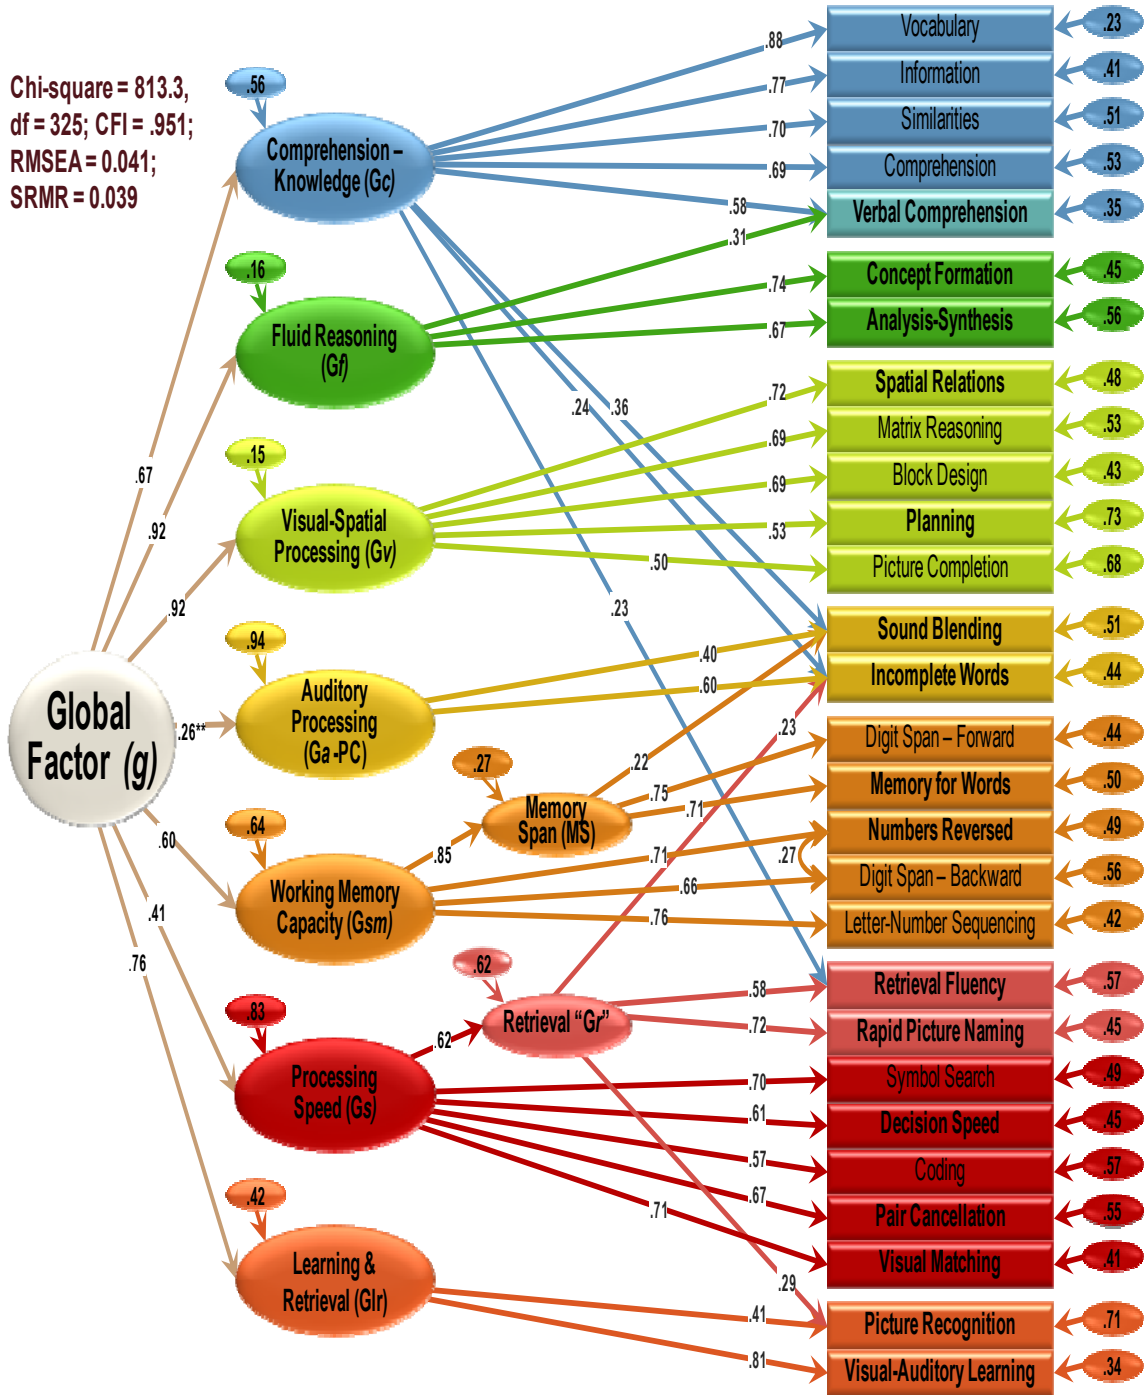 Chi-square = 813.3,
df = 325; CFI = .951;
RMSEA = 0.041;
SRMR = 0.039
Global
Factor (g)
.67
.92
.92
.26**
.60
.41
.76
.56
Comprehension –
Knowledge (Gc)
.16
Fluid Reasoning
(Gf)
.15
Visual-Spatial
Processing (Gv)
.94
Auditory
Processing
(Ga -PC)
.64
Working Memory
Capacity (Gsm)
.83
Processing
Speed (Gs)
.42
Learning &
Retrieval (Glr)
.27
Memory
Span (MS)
.85
.62
Retrieval "Gr"
.62
.88
.77
.70
.69
.58
.31
.74
.67
.24
.36
.23
.72
.69
.69
.53
.50
.40
.60
.23
.22
.75
.71
.71
.27
.66
.76
.58
.72
.70
.61
.57
.67
.71
.29
.41
.81
Vocabulary
.23
Information
.41
Similarities
.51
Comprehension
.53
Verbal Comprehension
.35
Concept Formation
.45
Analysis-Synthesis
.56
Spatial Relations
.48
Matrix Reasoning
.53
Block Design
.43
Planning
.73
Picture Completion
.68
Sound Blending
.51
Incomplete Words
.44
Digit Span – Forward
.44
Memory for Words
.50
Numbers Reversed
.49
Digit Span – Backward
.56
Letter-Number Sequencing
.42
Retrieval Fluency
.57
Rapid Picture Naming
.45
Symbol Search
.49
Decision Speed
.45
Coding
.57
Pair Cancellation
.55
Visual Matching
.41
Picture Recognition
.71
Visual-Auditory Learning
.34